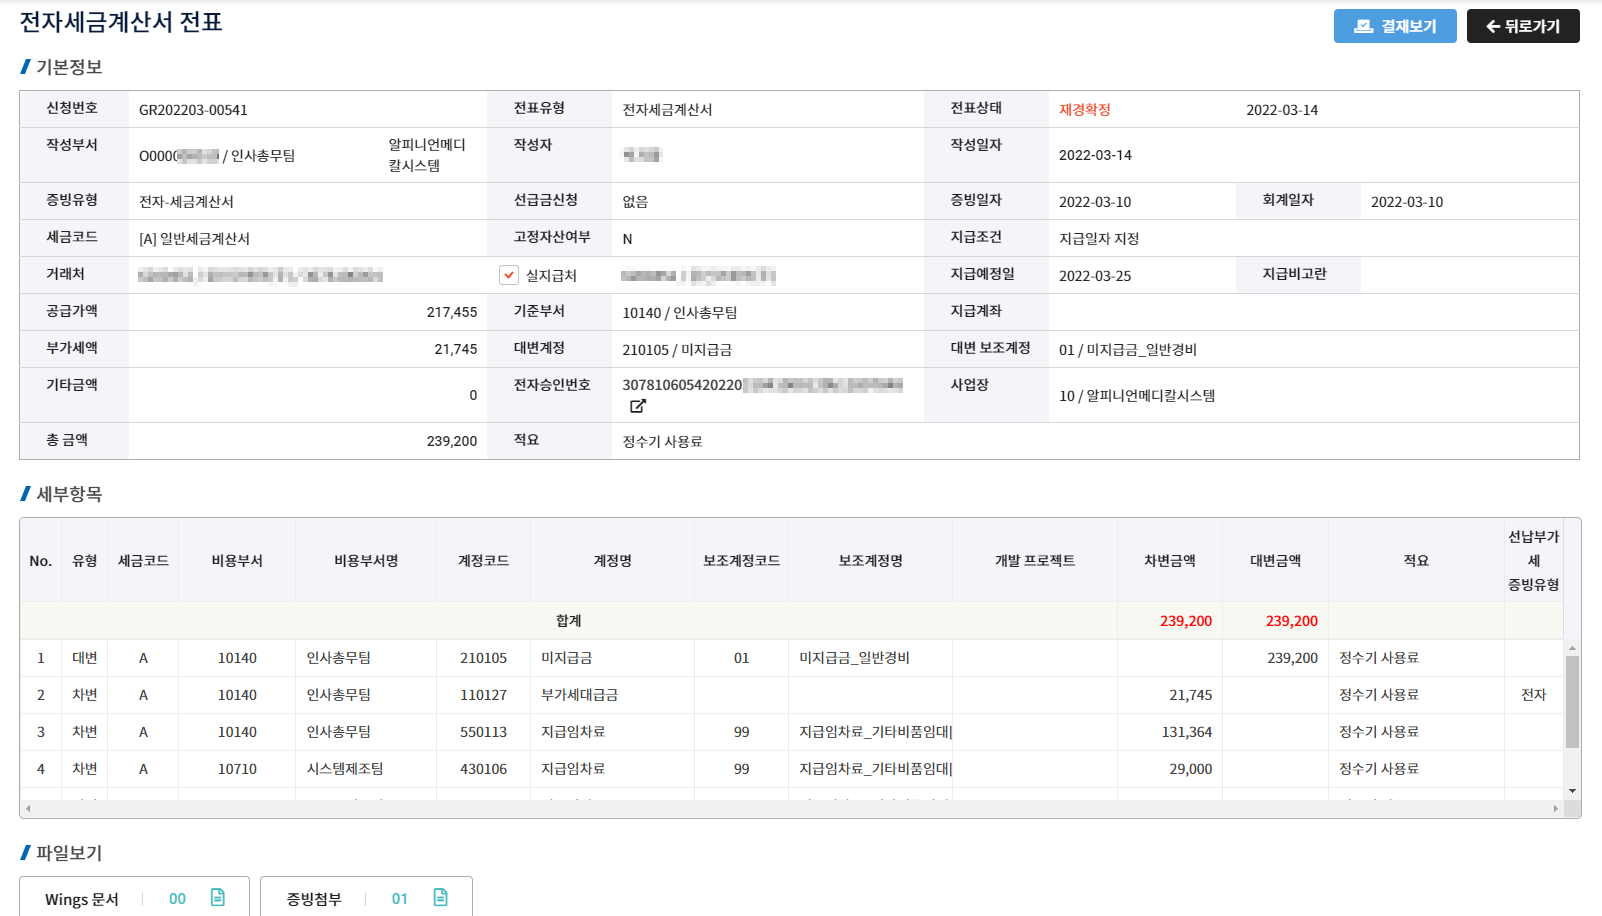 전자세금계산서 전표
결재보기
뒤로가기
기본정보
신청번호 GR202203-00541 전표유형 전자세금계산서 전표상태 재경확정 2022-03-14
작성부서 O0000 / 인사총무팀 알피니언메디칼시스템 작성자 작성일자 2022-03-14
증빙유형 전자-세금계산서 선급금신청 없음 증빙일자 2022-03-10 회계일자 2022-03-10
세금코드 [A] 일반세금계산서 고정자산여부 N 지급조건 지급일자 지정
거래처 실지급처 지급예정일 2022-03-25 지급비고란
공급가액 217,455 기준부서 10140 / 인사총무팀 지급계좌
부가세액 21,745 대변계정 210105 / 미지급금 대변 보조계정 01 / 미지급금_일반경비
기타금액 0 전자승인번호 307810605420220 사업장 10 / 알피니언메디칼시스템
총 금액 239,200 적요 정수기 사용료
세부항목
No. 유형 세금코드 비용부서 비용부서명 계정코드 계정명 보조계정코드 보조계정명 개발 프로젝트 차변금액 대변금액 적요 선납부가세 증빙유형
합계 239,200 239,200
1 대변 A 10140 인사총무팀 210105 미지급금 01 미지급금_일반경비 239,200 정수기 사용료
2 차변 A 10140 인사총무팀 110127 부가세대급금 21,745 정수기 사용료 전자
3 차변 A 10140 인사총무팀 550113 지급임차료 99 지급임차료_기타비품임대 131,364 정수기 사용료
4 차변 A 10710 시스템제조팀 430106 지급임차료 99 지급임차료_기타비품임대 29,000 정수기 사용료
파일보기
Wings 문서 00
증빙첨부 01